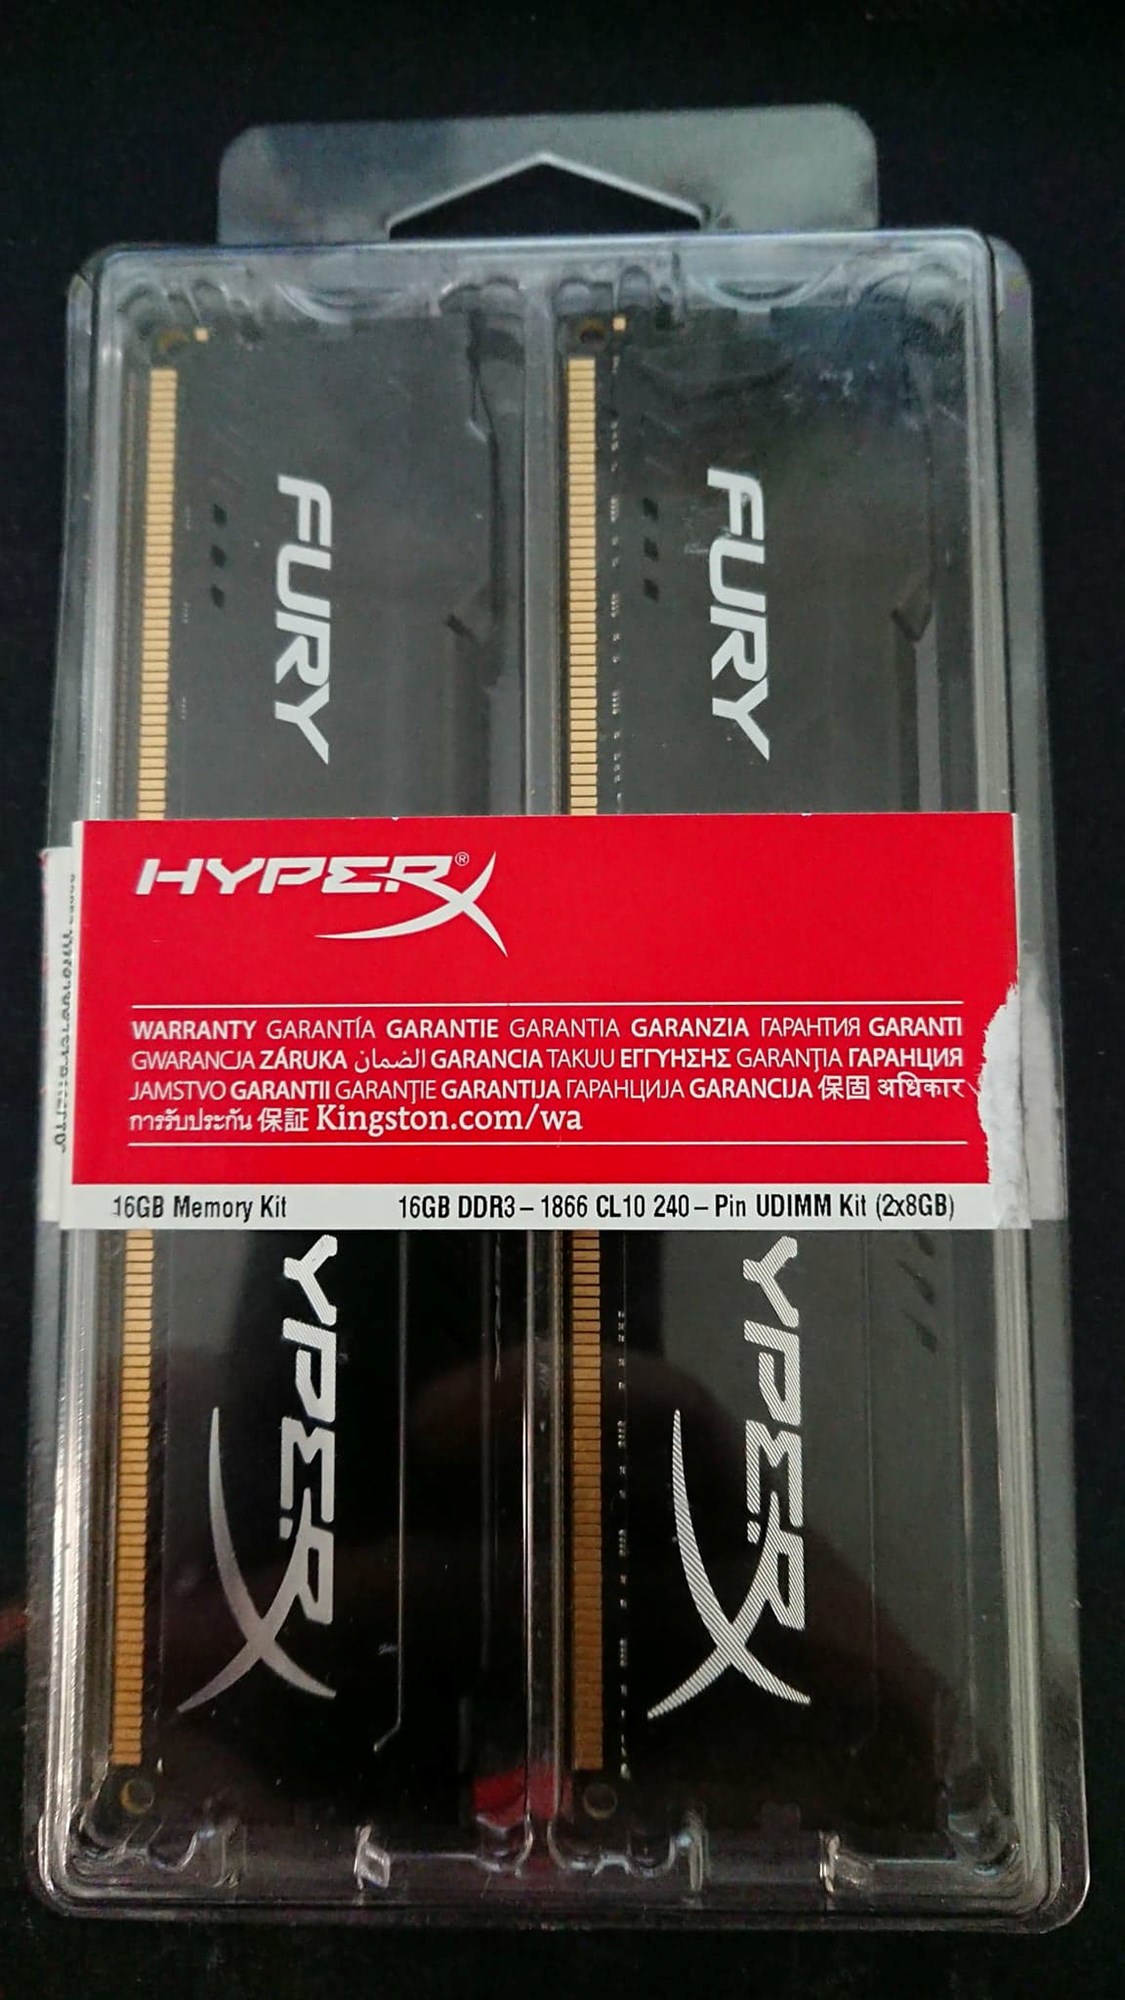 FURY
FURY
HYPERX®
WARRANTY GARANTÍA GARANTIE GARANTIA GARANZIA ГАРАНТИЯ GARANTI
GWARANCJA ZÁRUKA الضمان GARANCIA TAKUU ΕΓΓΥΗΣΗΣ GARANŢIA ГАРАНЦИЯ
JAMSTVO GARANTII GARANŢIE GARANTIJA ГАРАНЦИЈА GARANCIJA 保固 अधिकार
การรับประกัน 保証 Kingston.com/wa
16GB Memory Kit 16GB DDR3 – 1866 CL10 240 – Pin UDIMM Kit (2x8GB)
YPERX
YPERX